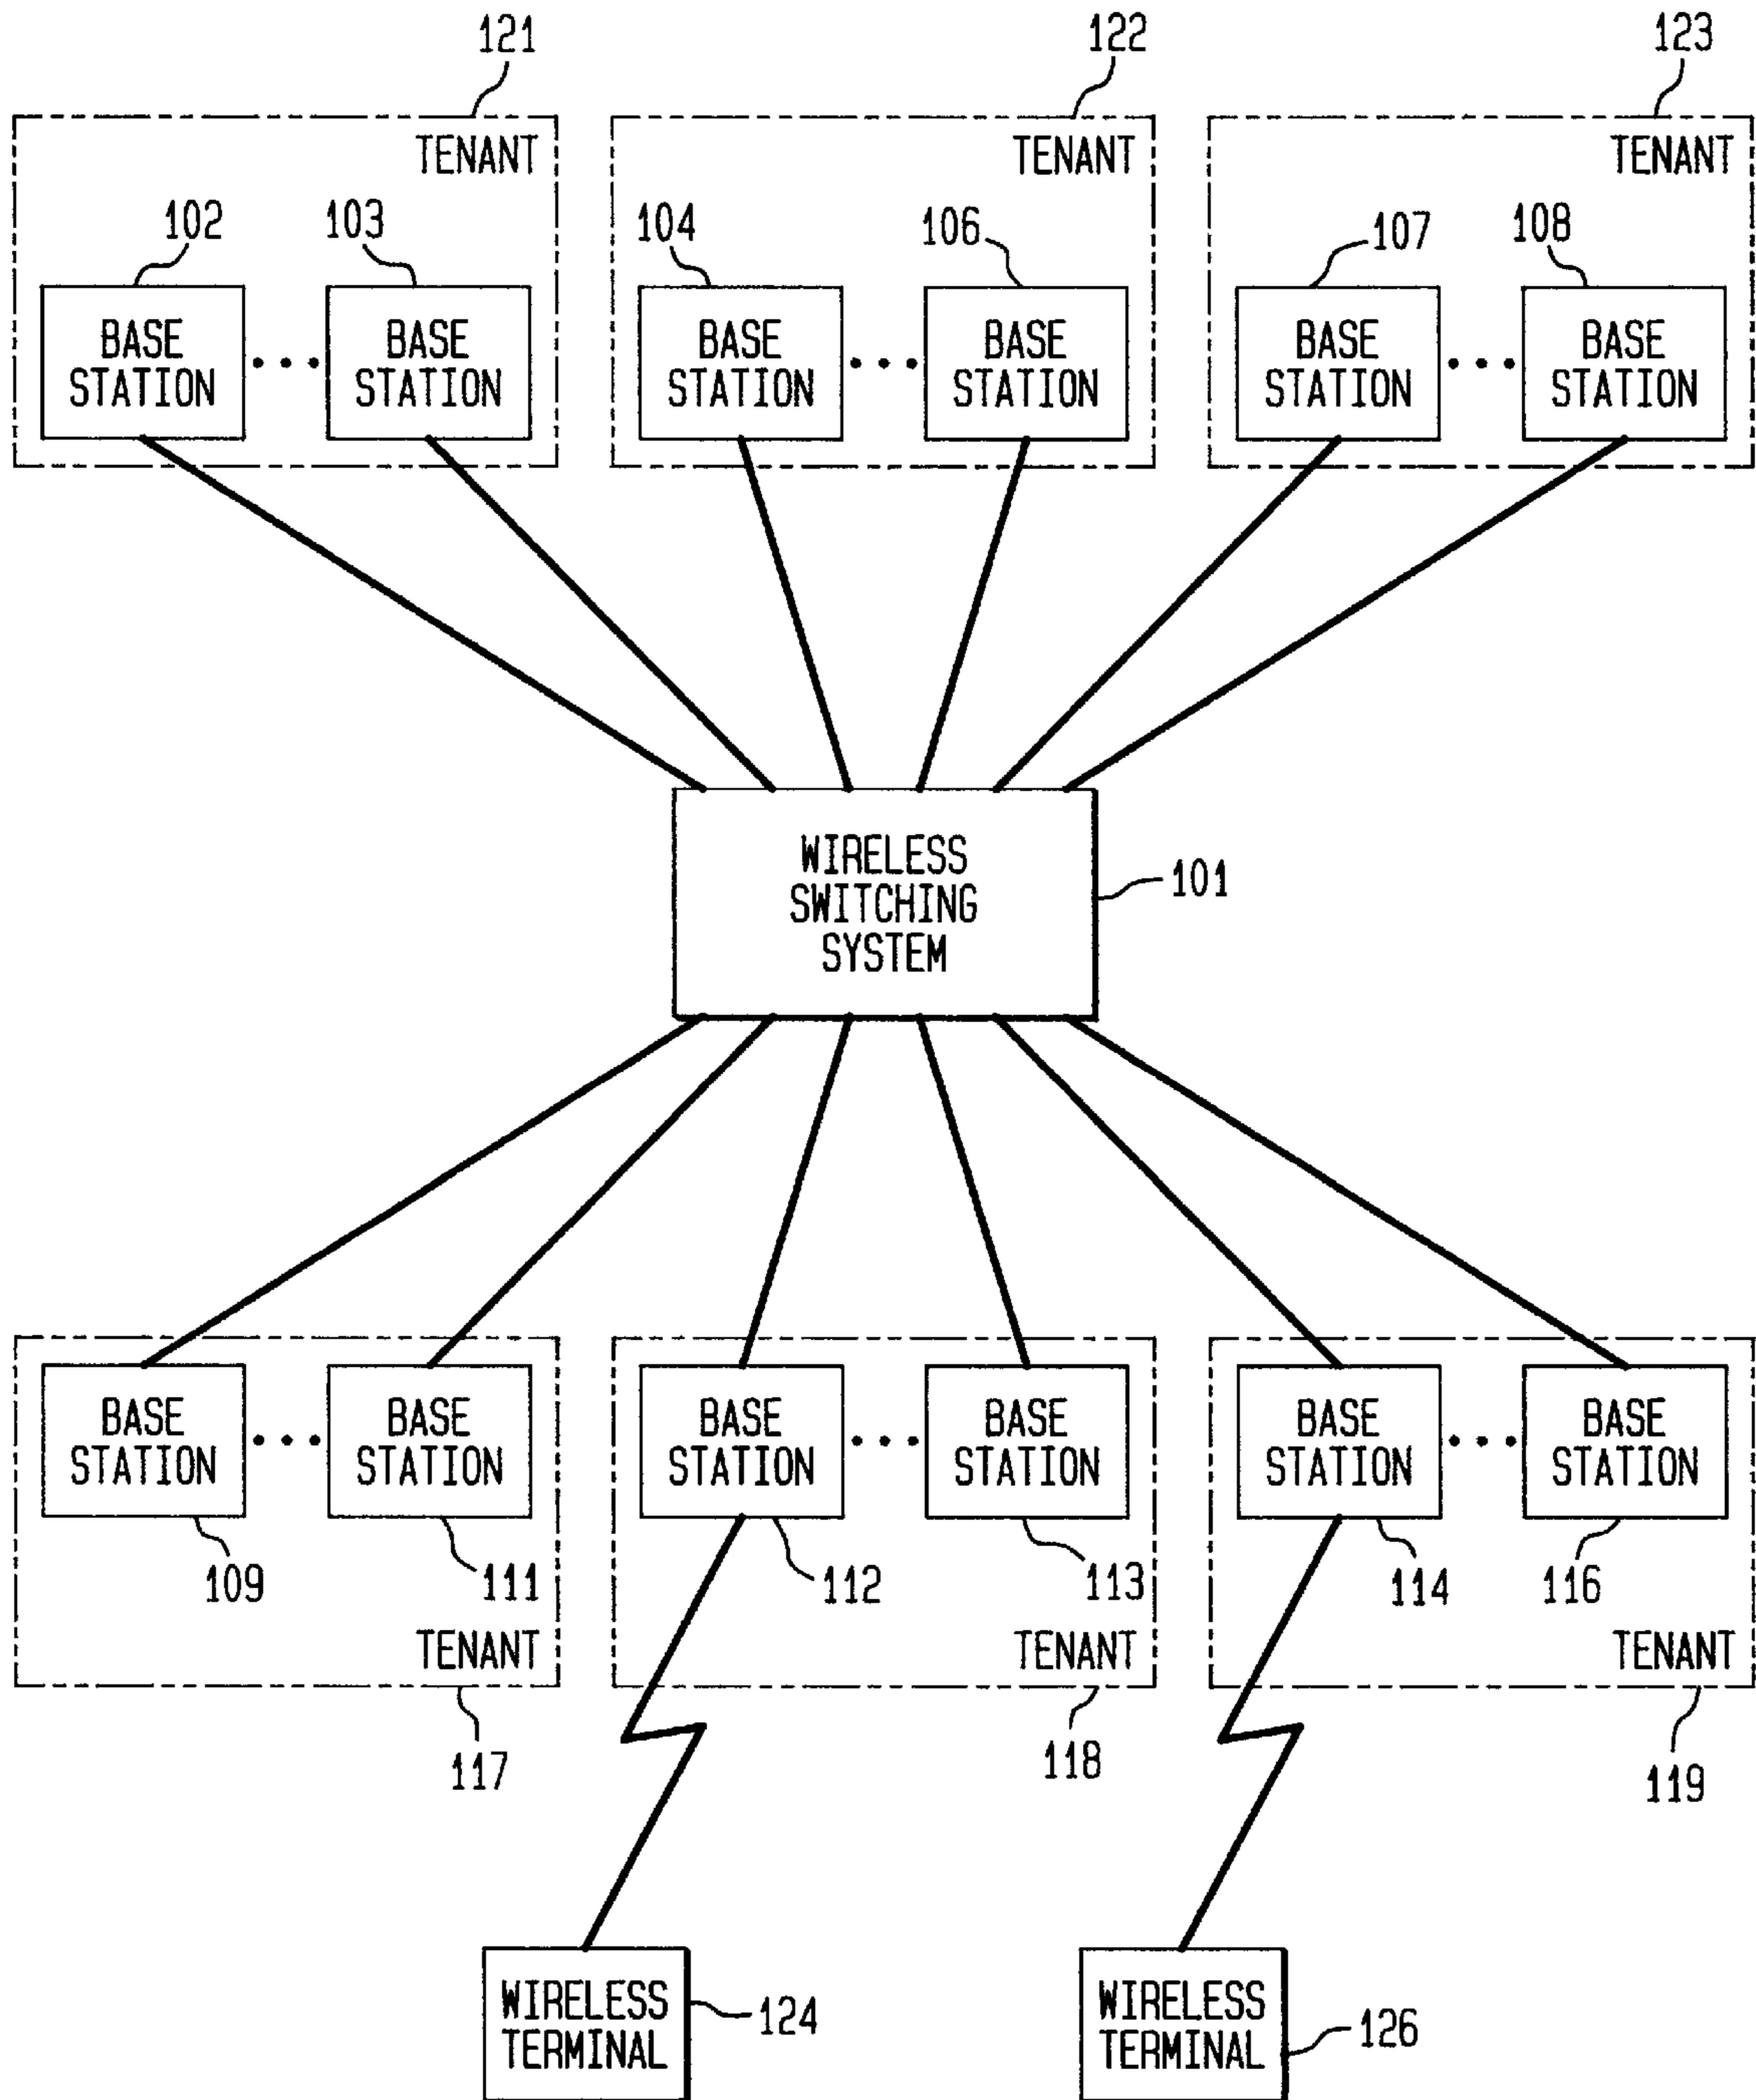 121
122
123
TENANT
TENANT
TENANT
102
103
104
106
107
108
BASE
STATION
BASE
STATION
BASE
STATION
BASE
STATION
BASE
STATION
BASE
STATION
WIRELESS
SWITCHING
SYSTEM
101
BASE
STATION
BASE
STATION
BASE
STATION
BASE
STATION
BASE
STATION
BASE
STATION
109
111
112
113
114
116
TENANT
TENANT
TENANT
117
118
119
WIRELESS
TERMINAL
124
WIRELESS
TERMINAL
126